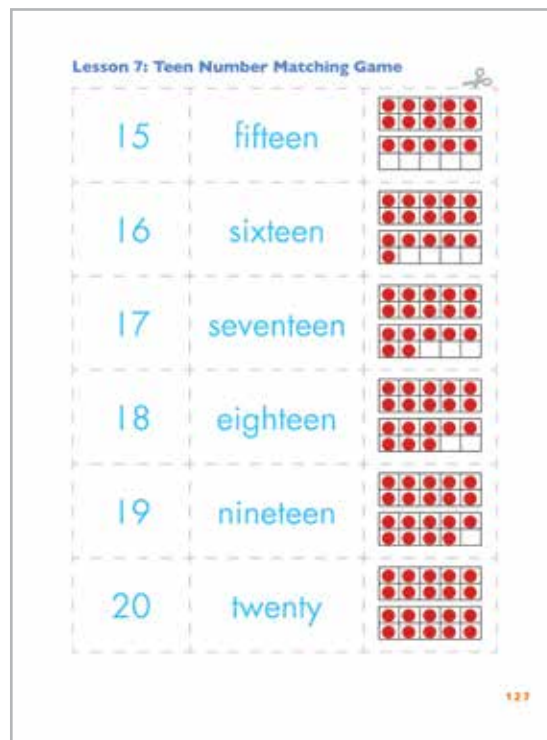 Lesson 7: Teen Number Matching Game
15 fifteen
16 sixteen
17 seventeen
18 eighteen
19 nineteen
20 twenty
127